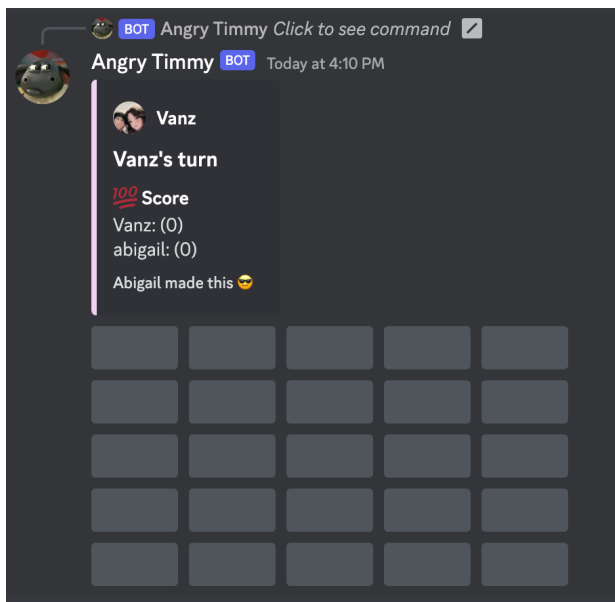 BOT Angry Timmy Click to see command
Angry Timmy BOT Today at 4:10 PM
Vanz
Vanz's turn
💯 Score
Vanz: (0)
abigail: (0)
Abigail made this 😎